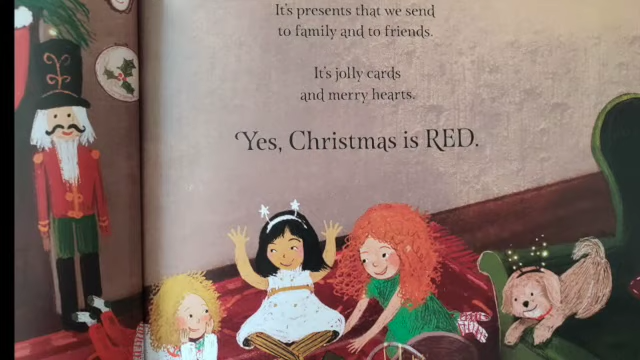 It's presents that we send
to family and to friends.
It's jolly cards
and merry hearts.
Yes, Christmas is RED.